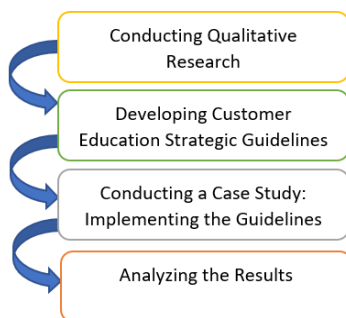 Conducting Qualitative
Research
Developing Customer
Education Strategic Guidelines
Conducting a Case Study:
Implementing the Guidelines
Analyzing the Results